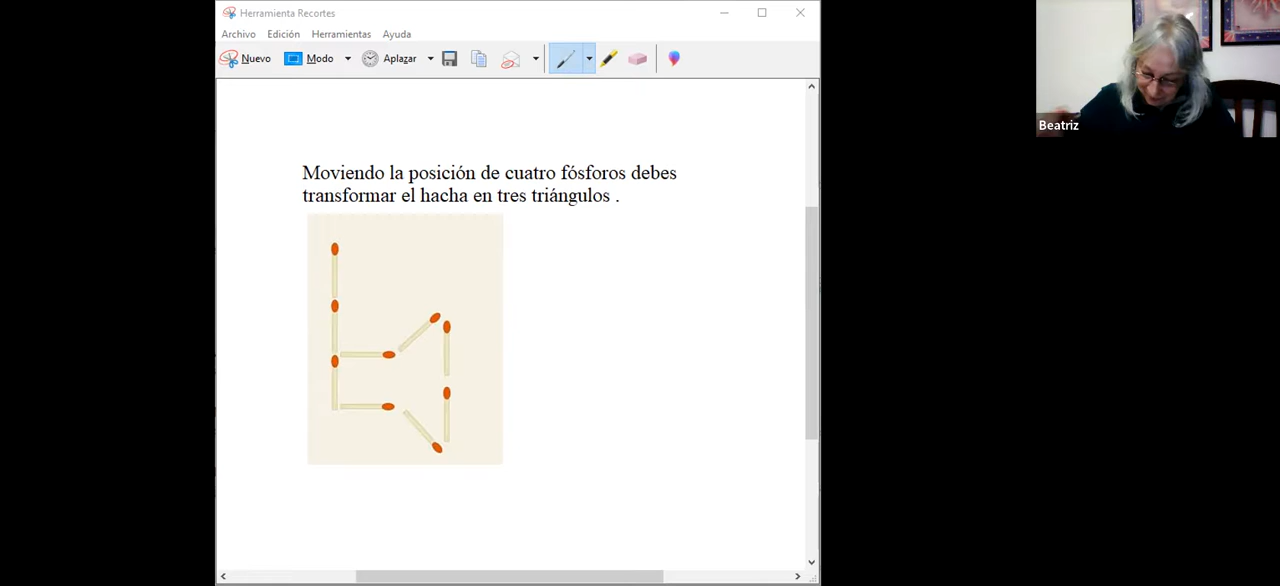 Herramienta Recortes
Archivo Edición Herramientas Ayuda
Nuevo Modo Aplazar
Beatriz
Moviendo la posición de cuatro fósforos debes
transformar el hacha en tres triángulos .